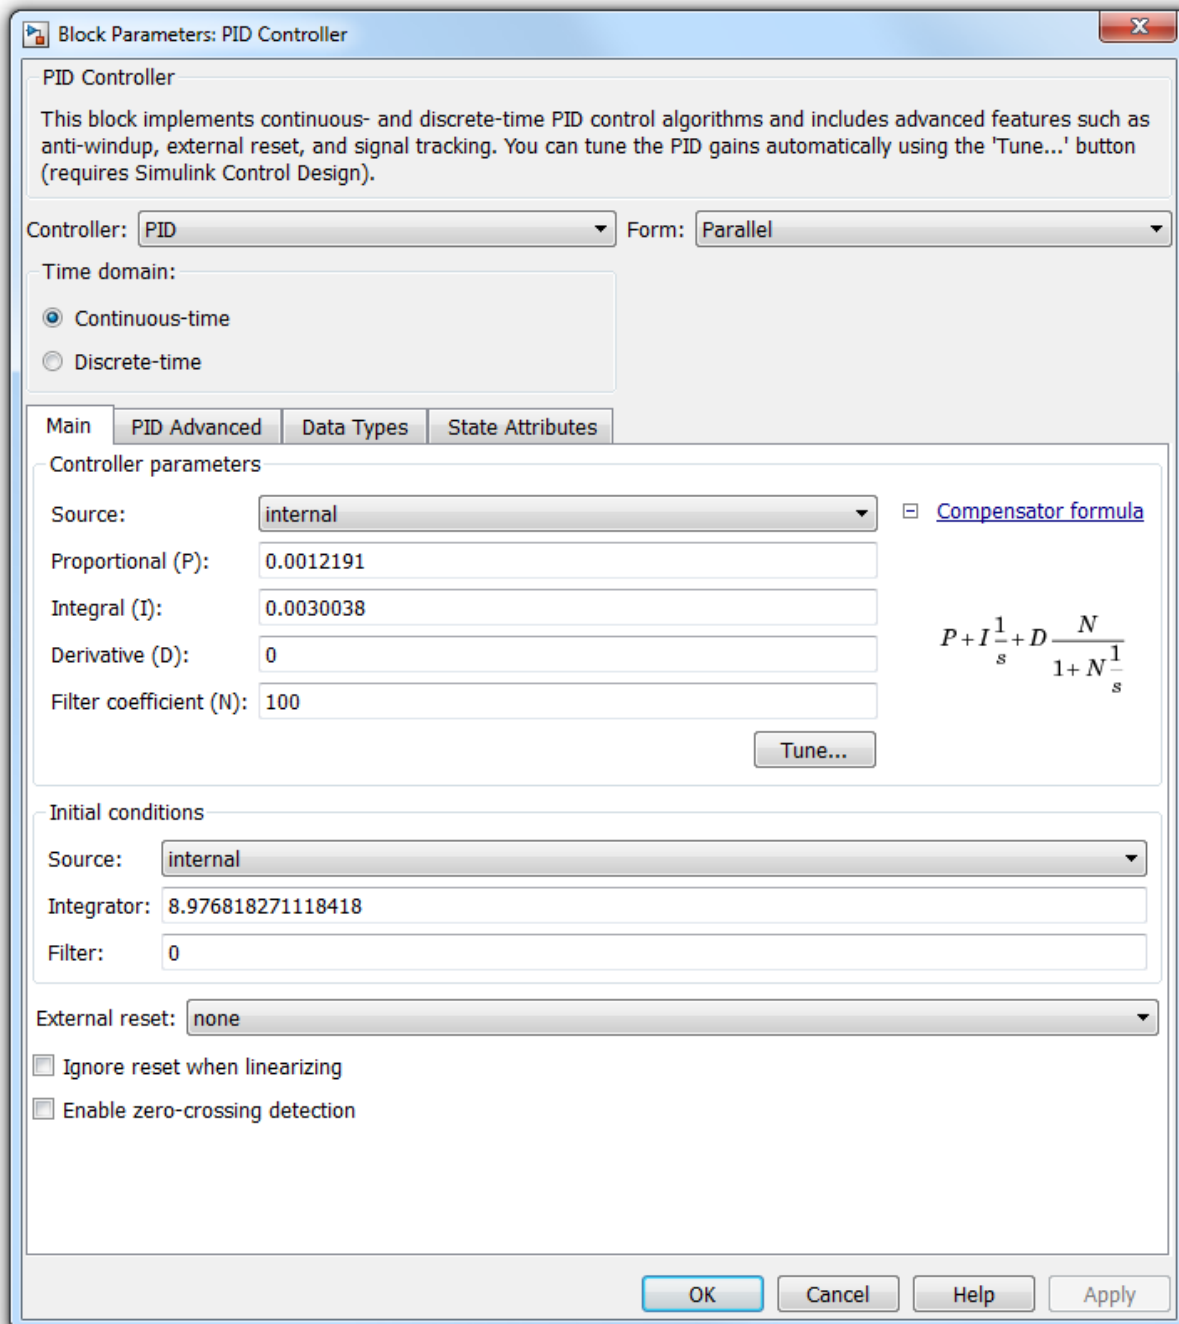 Block Parameters: PID Controller
X
PID Controller
This block implements continuous- and discrete-time PID control algorithms and includes advanced features such as
anti-windup, external reset, and signal tracking. You can tune the PID gains automatically using the 'Tune...' button
(requires Simulink Control Design).
Controller: PID Form: Parallel
Time domain:
Continuous-time
Discrete-time
Main PID Advanced Data Types State Attributes
Controller parameters
Source: internal
Compensator formula
Proportional (P): 0.0012191
Integral (I): 0.0030038
Derivative (D): 0
Filter coefficient (N): 100
P + I 1/s + D N/(1 + N 1/s)
Tune...
Initial conditions
Source: internal
Integrator: 8.976818271118418
Filter: 0
External reset: none
Ignore reset when linearizing
Enable zero-crossing detection
OK Cancel Help Apply